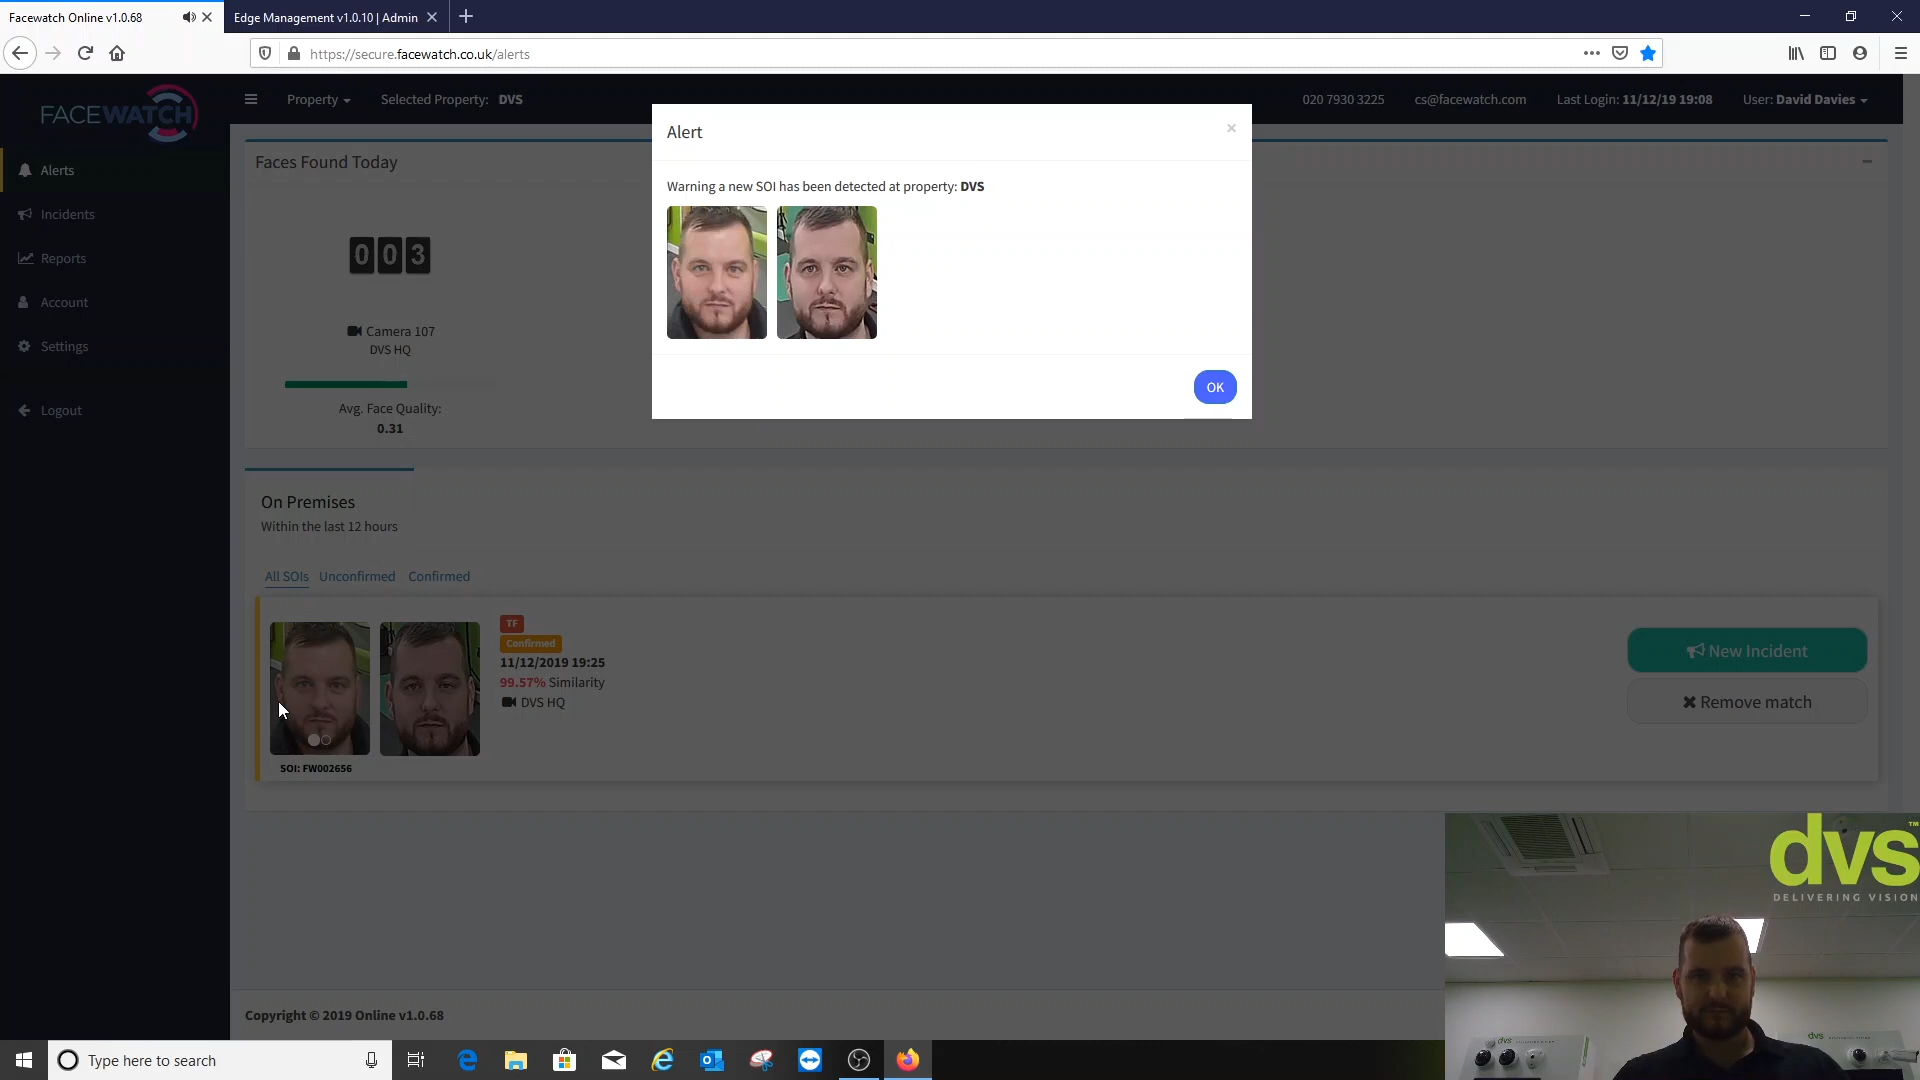 Facewatch Online v1.0.68
Edge Management v1.0.10 | Admin
https://secure.facewatch.co.uk/alerts
FACEWATCH
Property
Selected Property: DVS
020 7930 3225
cs@facewatch.com
Last Login: 11/12/19 19:08
User: David Davies
Alerts
Incidents
Reports
Account
Settings
Logout
Faces Found Today
003
Camera 107
DVS HQ
Avg. Face Quality:
0.31
Alert
×
Warning a new SOI has been detected at property: DVS
OK
On Premises
Within the last 12 hours
All SOIs
Unconfirmed
Confirmed
TF
Confirmed
11/12/2019 19:25
99.57% Similarity
DVS HQ
SOI: FW002656
New Incident
Remove match
dvs™
DELIVERING VISION
dvs
dvs
Copyright © 2019 Online v1.0.68
Type here to search